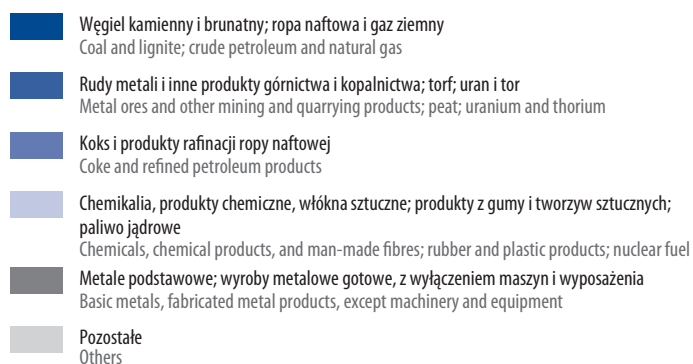 Węgiel kamienny i brunatny; ropa naftowa i gaz ziemny
Coal and lignite; crude petroleum and natural gas
Rudy metali i inne produkty górnictwa i kopalnictwa; torf; uran i tor
Metal ores and other mining and quarrying products; peat; uranium and thorium
Koks i produkty rafinacji ropy naftowej
Coke and refined petroleum products
Chemikalia, produkty chemiczne, włókna sztuczne; produkty z gumy i tworzyw sztucznych;
paliwo jądrowe
Chemicals, chemical products, and man-made fibres; rubber and plastic products; nuclear fuel
Metale podstawowe; wyroby metalowe gotowe, z wyłączeniem maszyn i wyposażenia
Basic metals, fabricated metal products, except machinery and equipment
Pozostałe
Others